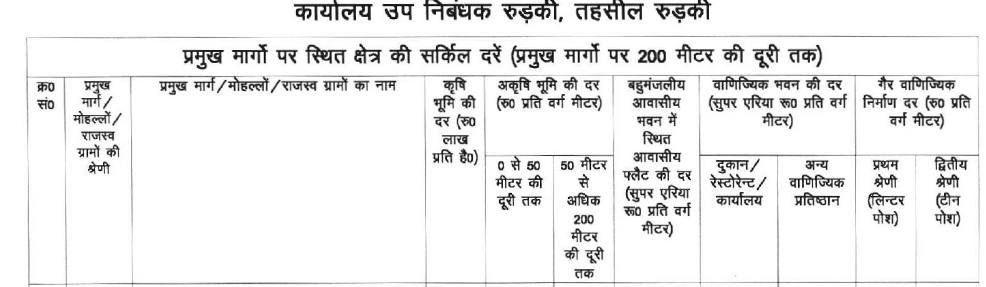 कार्यालय उप निबंधक रुड़की, तहसील रुड़की
प्रमुख मार्गो पर स्थित क्षेत्र की सर्किल दरें (प्रमुख मार्गो पर 200 मीटर की दूरी तक)
क्र0
सं0
प्रमुख
मार्ग/
मोहल्लों/
राजस्व
ग्रामों की
श्रेणी
प्रमुख मार्ग/मोहल्लों/राजस्व ग्रामों का नाम
कृषि
भूमि की
दर (रु0
लाख
प्रति है0)
अकृषि भूमि की दर
(रु0 प्रति वर्ग मीटर)
0 से 50
मीटर की
दूरी तक
50 मीटर
से
अधिक
200
मीटर
की दूरी
तक
बहुमंजलीय
आवासीय
भवन में
स्थित
आवासीय
फ्लैट की दर
(सुपर एरिया
रू0 प्रति वर्ग
मीटर)
वाणिज्यिक भवन की दर
(सुपर एरिया रू0 प्रति वर्ग
मीटर)
दुकान/
रेस्टोरेन्ट/
कार्यालय
अन्य
वाणिज्यिक
प्रतिष्ठान
गैर वाणिज्यिक
निर्माण दर (रु0 प्रति
वर्ग मीटर)
प्रथम
श्रेणी
(लिन्टर
पोश)
द्वितीय
श्रेणी
(टीन
पोश)